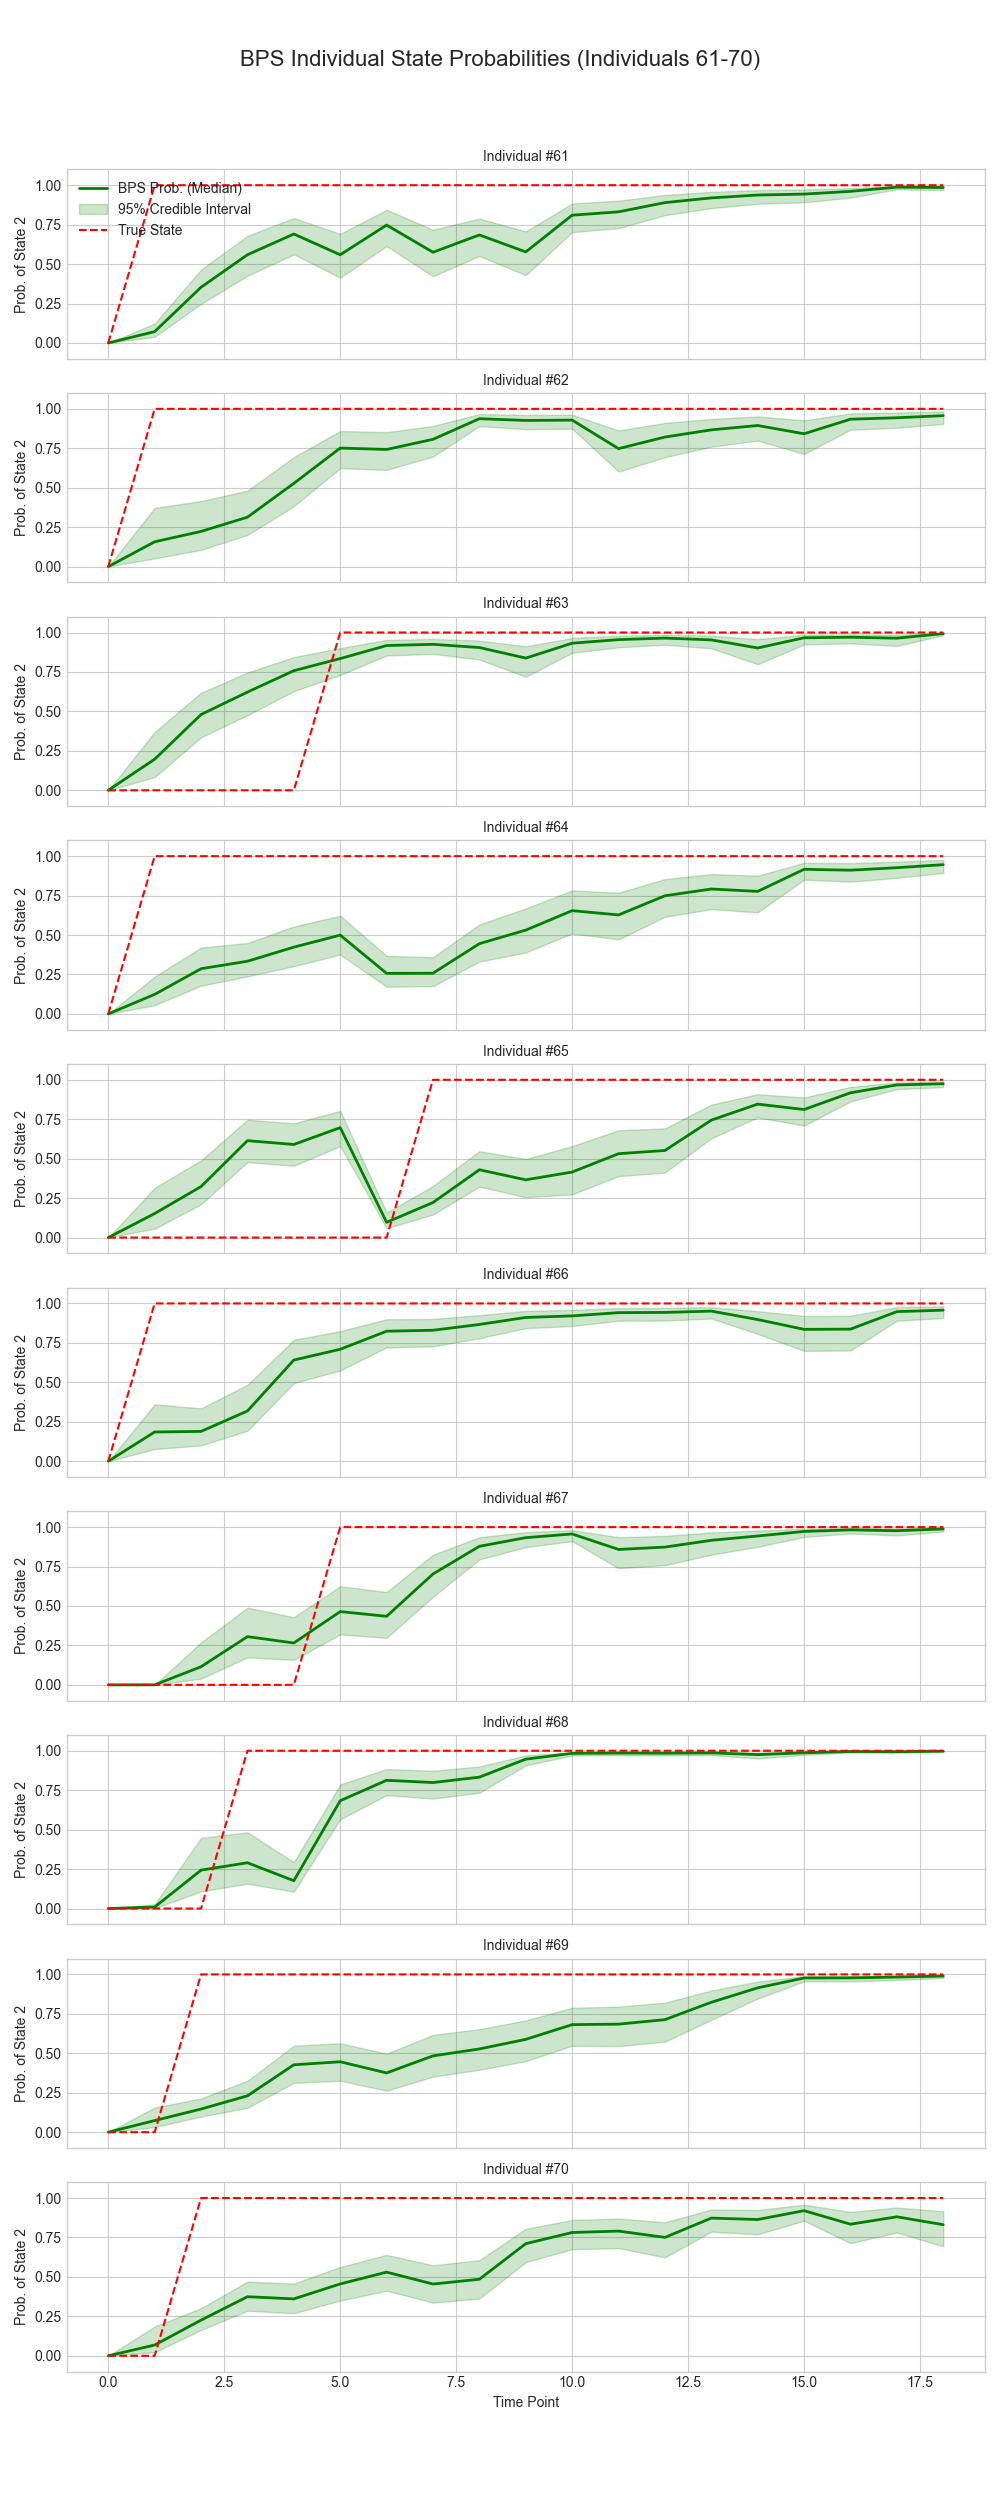 BPS Individual State Probabilities (Individuals 61-70)
Individual #61
BPS Prob. (Median)
95% Credible Interval
True State
1.00
0.75
0.50
0.25
0.00
Prob. of State 2
Individual #62
1.00
0.75
0.50
0.25
0.00
Prob. of State 2
Individual #63
1.00
0.75
0.50
0.25
0.00
Prob. of State 2
Individual #64
1.00
0.75
0.50
0.25
0.00
Prob. of State 2
Individual #65
1.00
0.75
0.50
0.25
0.00
Prob. of State 2
Individual #66
1.00
0.75
0.50
0.25
0.00
Prob. of State 2
Individual #67
1.00
0.75
0.50
0.25
0.00
Prob. of State 2
Individual #68
1.00
0.75
0.50
0.25
0.00
Prob. of State 2
Individual #69
1.00
0.75
0.50
0.25
0.00
Prob. of State 2
Individual #70
1.00
0.75
0.50
0.25
0.00
Prob. of State 2
0.0 2.5 5.0 7.5 10.0 12.5 15.0 17.5
Time Point